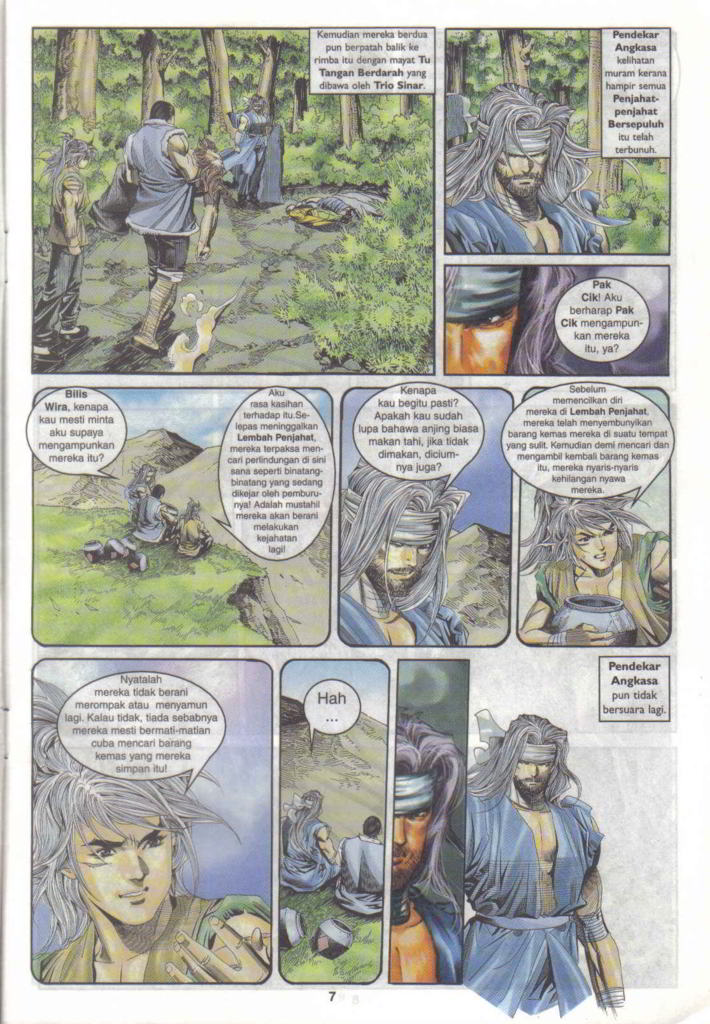 Kemudian mereka berdua
pun berpatah balik ke
rimba itu dengan mayat Tu
Tangan Berdarah yang
dibawa oleh Trio Sinar.
Pendekar
Angkasa
kelihatan
muram kerana
hampir semua
Penjahat-
penjahat
Bersepuluh
itu telah
terbunuh.
Pak
Cik! Aku
berharap Pak
Cik mengampun-
kan mereka
itu, ya?
Bilis
Wira, kenapa
kau mesti minta
aku supaya
mengampunkan
mereka itu?
Aku
rasa kasihan
terhadap itu.Se-
lepas meninggalkan
Lembah Penjahat,
mereka terpaksa men-
cari perlindungan di sini
sana seperti binatang-
binatang yang sedang
dikejar oleh pemburu-
nya! Adalah mustahil
mereka akan berani
melakukan
kejahatan
lagi!
Kenapa
kau begitu pasti?
Apakah kau sudah
lupa bahawa anjing biasa
makan tahi, jika tidak
dimakan, dicium-
nya juga?
Sebelum
memencilkan diri
mereka di Lembah Penjahat,
mereka telah menyembunyikan
barang kemas mereka di suatu tempat
yang sulit. Kemudian demi mencari dan
mengambil kembali barang kemas
itu, mereka nyaris-nyaris
kehilangan nyawa
mereka.
Nyatalah
mereka tidak berani
merompak atau menyamun
lagi. Kalau tidak, tiada sebabnya
mereka mesti bermati-matian
cuba mencari barang
kemas yang mereka
simpan itu!
Hah
...
Pendekar
Angkasa
pun tidak
bersuara lagi.
7